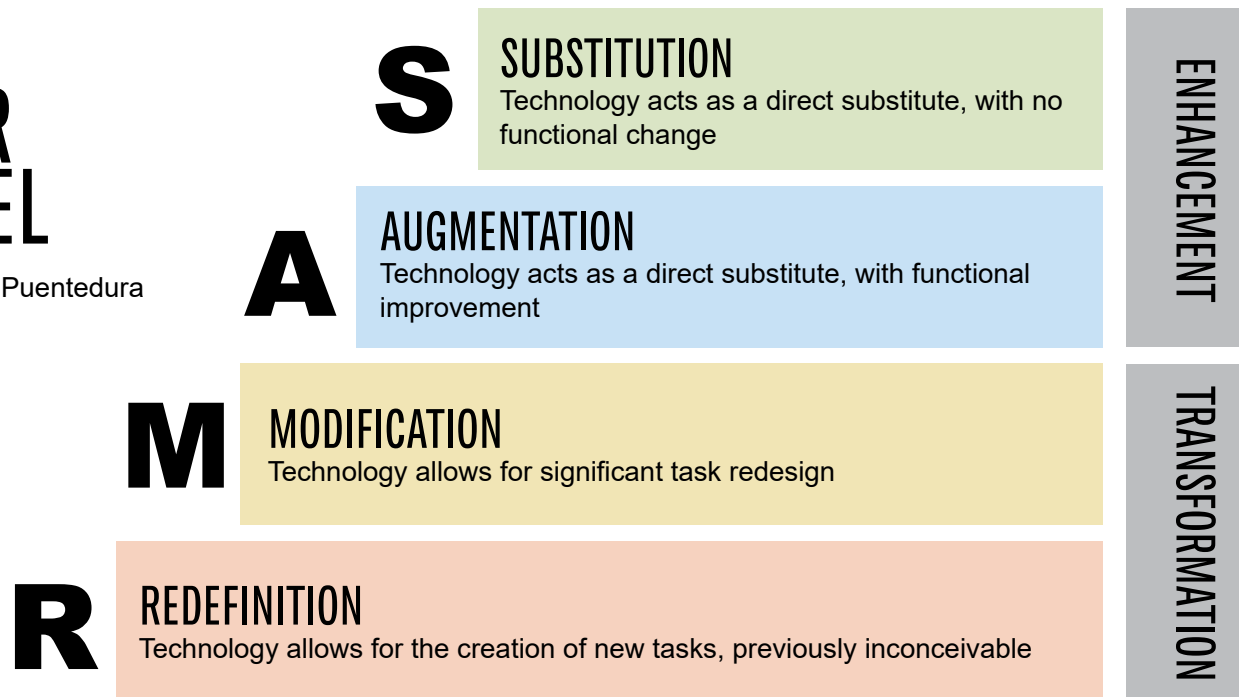 S
SUBSTITUTION
Technology acts as a direct substitute, with no
functional change
R
EL
Puentedura
A
AUGMENTATION
Technology acts as a direct substitute, with functional
improvement
M
MODIFICATION
Technology allows for significant task redesign
R
REDEFINITION
Technology allows for the creation of new tasks, previously inconceivable
ENHANCEMENT
TRANSFORMATION